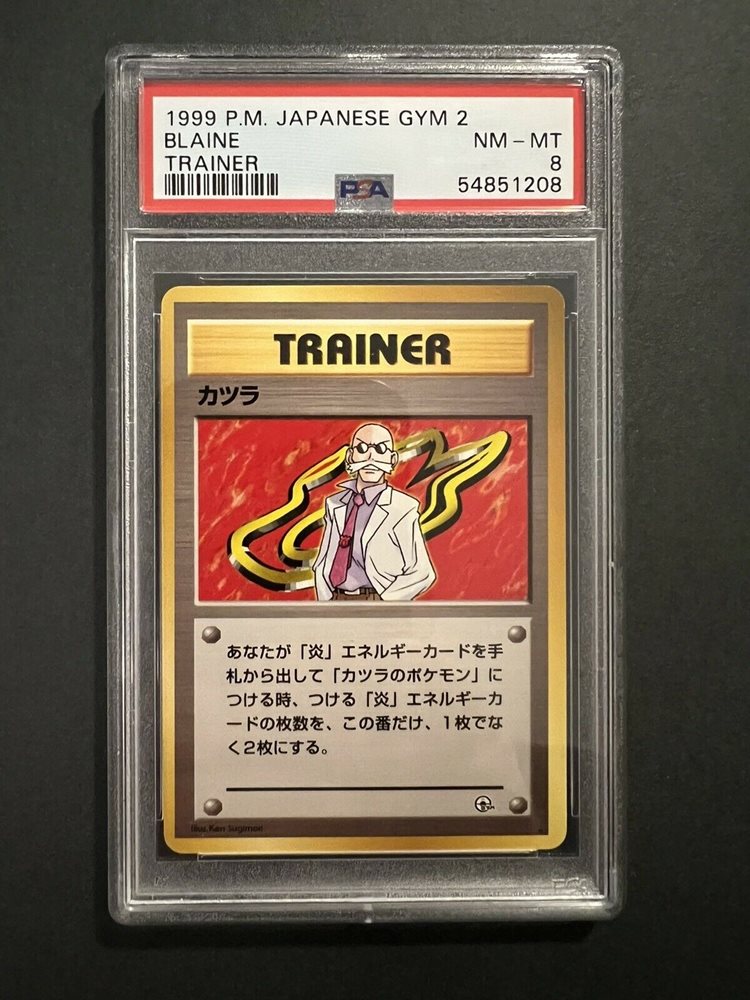 1999 P.M. JAPANESE GYM 2
BLAINE NM - MT
TRAINER 8
PSA 54851208
TRAINER
カツラ
あなたが「炎」エネルギーカードを手
札から出して「カツラのポケモン」に
つける時、つける「炎」エネルギーカ
ードの枚数を、この番だけ、1枚でな
く2枚にする。
Illus. Ken Sugimori